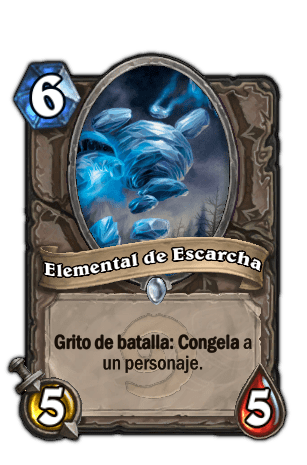 6
Elemental de Escarcha
Grito de batalla: Congela a
un personaje.
5
5